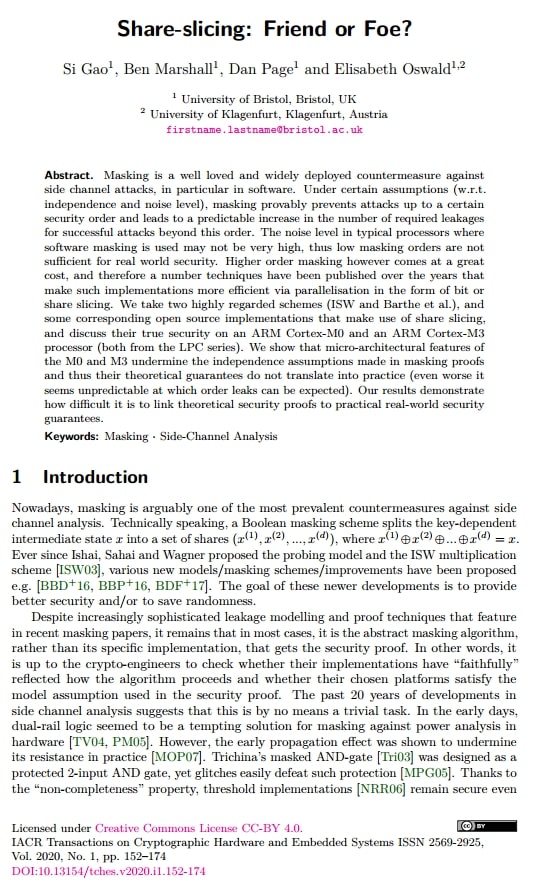 Share-slicing: Friend or Foe?
Si Gao¹, Ben Marshall¹, Dan Page¹ and Elisabeth Oswald¹,²
¹ University of Bristol, Bristol, UK
² University of Klagenfurt, Klagenfurt, Austria
firstname.lastname@bristol.ac.uk
Abstract. Masking is a well loved and widely deployed countermeasure against
side channel attacks, in particular in software. Under certain assumptions (w.r.t.
independence and noise level), masking provably prevents attacks up to a certain
security order and leads to a predictable increase in the number of required leakages
for successful attacks beyond this order. The noise level in typical processors where
software masking is used may not be very high, thus low masking orders are not
sufficient for real world security. Higher order masking however comes at a great
cost, and therefore a number techniques have been published over the years that
make such implementations more efficient via parallelisation in the form of bit or
share slicing. We take two highly regarded schemes (ISW and Barthe et al.), and
some corresponding open source implementations that make use of share slicing,
and discuss their true security on an ARM Cortex-M0 and an ARM Cortex-M3
processor (both from the LPC series). We show that micro-architectural features of
the M0 and M3 undermine the independence assumptions made in masking proofs
and thus their theoretical guarantees do not translate into practice (even worse it
seems unpredictable at which order leaks can be expected). Our results demonstrate
how difficult it is to link theoretical security proofs to practical real-world security
guarantees.
Keywords: Masking · Side-Channel Analysis
1 Introduction
Nowadays, masking is arguably one of the most prevalent countermeasures against side
channel analysis. Technically speaking, a Boolean masking scheme splits the key-dependent
intermediate state x into a set of shares (x⁽¹⁾, x⁽²⁾, ..., x⁽ᵈ⁾), where x⁽¹⁾⊕x⁽²⁾⊕...⊕x⁽ᵈ⁾ = x.
Ever since Ishai, Sahai and Wagner proposed the probing model and the ISW multiplication
scheme [ISW03], various new models/masking schemes/improvements have been proposed
e.g. [BBD⁺16, BBP⁺16, BDF⁺17]. The goal of these newer developments is to provide
better security and/or to save randomness.
Despite increasingly sophisticated leakage modelling and proof techniques that feature
in recent masking papers, it remains that in most cases, it is the abstract masking algorithm,
rather than its specific implementation, that gets the security proof. In other words, it
is up to the crypto-engineers to check whether their implementations have “faithfully”
reflected how the algorithm proceeds and whether their chosen platforms satisfy the
model assumption used in the security proof. The past 20 years of developments in
side channel analysis suggests that this is by no means a trivial task. In the early days,
dual-rail logic seemed to be a tempting solution for masking against power analysis in
hardware [TV04, PM05]. However, the early propagation effect was shown to undermine
its resistance in practice [MOP07]. Trichina's masked AND-gate [Tri03] was designed as a
protected 2-input AND gate, yet glitches easily defeat such protection [MPG05]. Thanks to
the “non-completeness” property, threshold implementations [NRR06] remain secure even
Licensed under Creative Commons License CC-BY 4.0.
IACR Transactions on Cryptographic Hardware and Embedded Systems ISSN 2569-2925,
Vol. 2020, No. 1, pp. 152–174
DOI:10.13154/tches.v2020.i1.152-174
cc BY